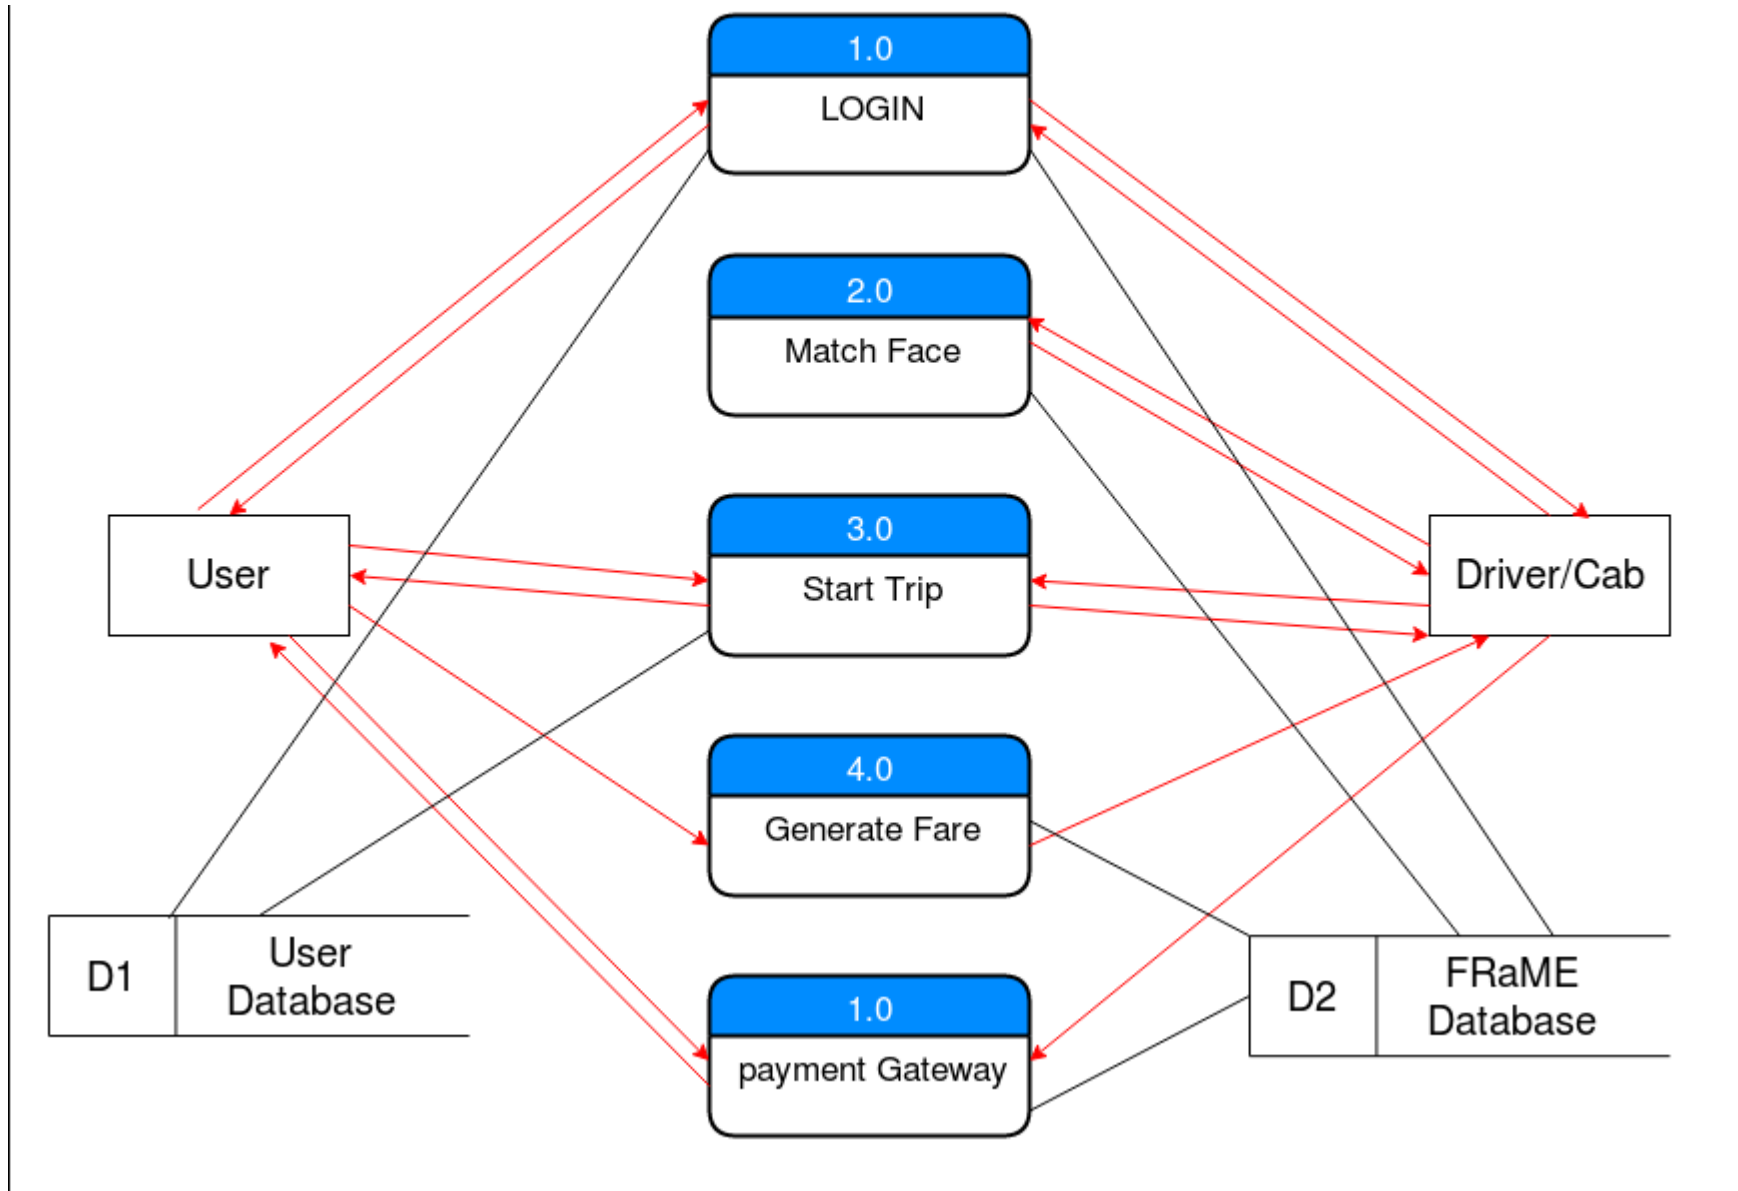 1.0
LOGIN
2.0
Match Face
3.0
Start Trip
User
Driver/Cab
4.0
Generate Fare
D1
User
Database
D2
FRaME
Database
1.0
payment Gateway